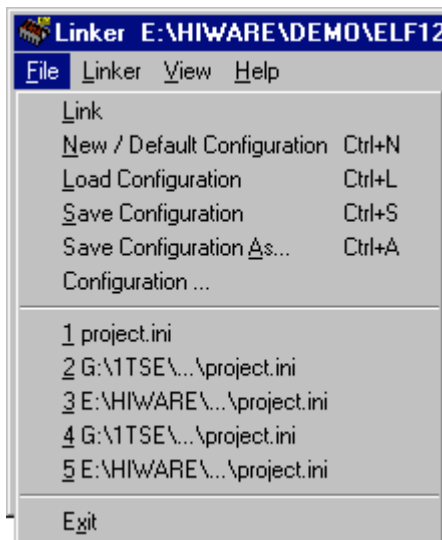 Linker E:\HIWARE\DEMO\ELF12
File Linker View Help
Link
New / Default Configuration Ctrl+N
Load Configuration Ctrl+L
Save Configuration Ctrl+S
Save Configuration As... Ctrl+A
Configuration ...
1 project.ini
2 G:\1TSE\...\project.ini
3 E:\HIWARE\...\project.ini
4 G:\1TSE\...\project.ini
5 E:\HIWARE\...\project.ini
Exit